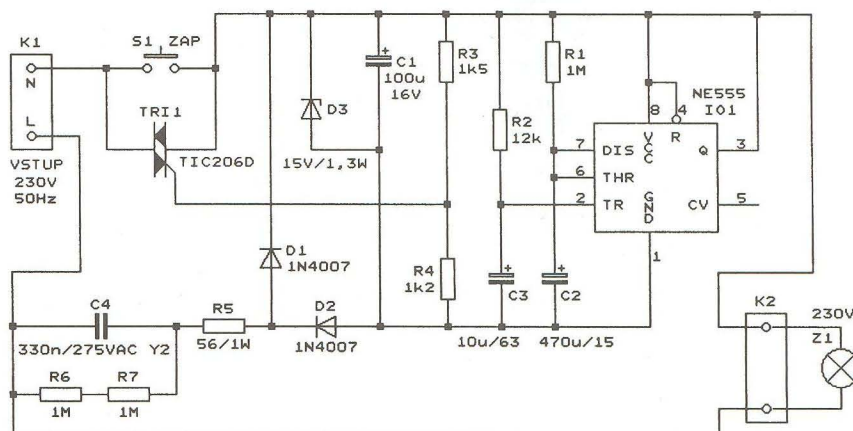 K1
N
L
VSTUP
230V
50Hz
S1 ZAP
TRI1
TIC206D
D3
15V/1,3W
C1
100u
16V
R3
1k5
R1
1M
R2
12k
NE555
IO1
8
4
VCC
R
7
DIS
Q
3
6
THR
2
TR
GND
CV
5
1
D1
1N4007
R4
1k2
C4
330n/275VAC Y2
R5
56/1W
D2
1N4007
C3
10u/63
C2
470u/15
R6
1M
R7
1M
K2
230V
Z1